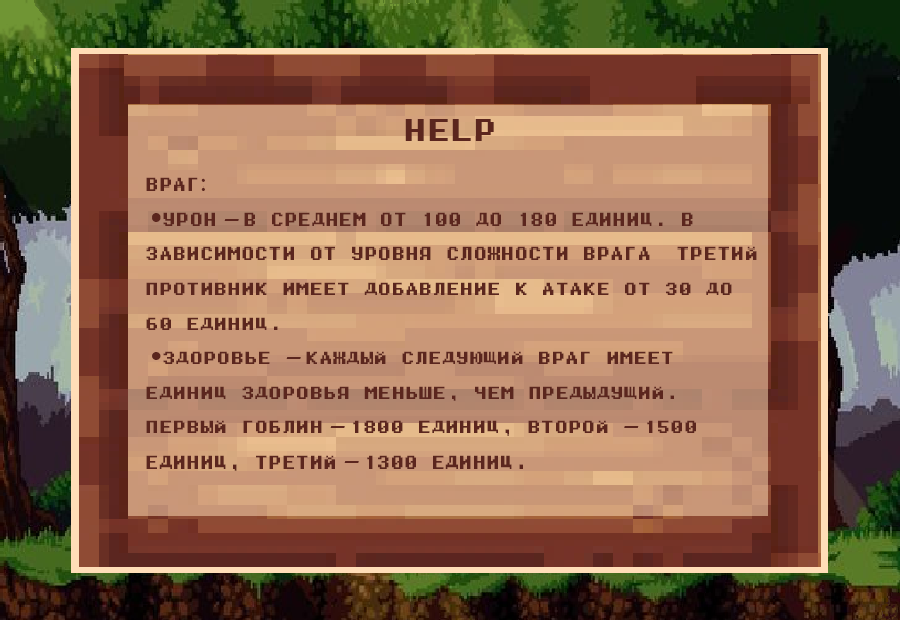 HELP
ВРАГ:
•УРОН – В СРЕДНЕМ ОТ 100 ДО 180 ЕДИНИЦ. В
ЗАВИСИМОСТИ ОТ УРОВНЯ СЛОЖНОСТИ ВРАГА ТРЕТИЙ
ПРОТИВНИК ИМЕЕТ ДОБАВЛЕНИЕ К АТАКЕ ОТ 30 ДО
60 ЕДИНИЦ.
•ЗДОРОВЬЕ – КАЖДЫЙ СЛЕДУЮЩИЙ ВРАГ ИМЕЕТ
ЕДИНИЦ ЗДОРОВЬЯ МЕНЬШЕ, ЧЕМ ПРЕДЫДУЩИЙ.
ПЕРВЫЙ ГОБЛИН – 1800 ЕДИНИЦ, ВТОРОЙ – 1500
ЕДИНИЦ, ТРЕТИЙ – 1300 ЕДИНИЦ.